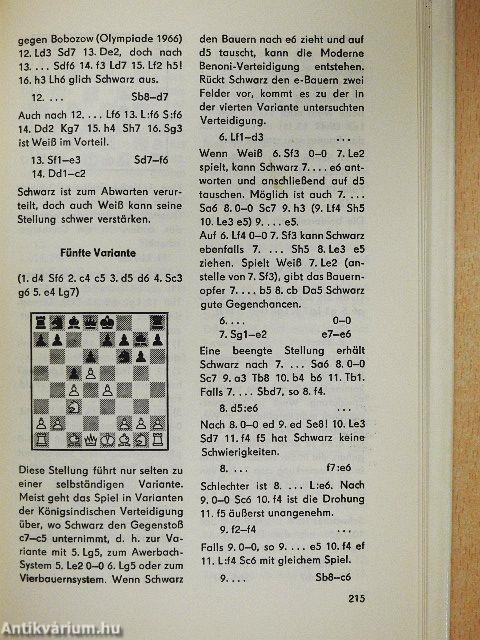 gegen Bobozow (Olympiade 1966)
12. Ld3 Sd7 13. De2, doch nach
13. ... Sdf6 14. f3 Ld7 15. Lf2 h5!
16. h3 Lh6 glich Schwarz aus.
12. ... Sb8–d7
Auch nach 12. ... Lf6 13. L:f6 S:f6
14. Dd2 Kg7 15. h4 Sh7 16. Sg3
ist Weiß im Vorteil.
13. Sf1–e3 Sd7–f6
14. Dd1–c2
Schwarz ist zum Abwarten verur-
teilt, doch auch Weiß kann seine
Stellung schwer verstärken.
Fünfte Variante
(1. d4 Sf6 2. c4 c5 3. d5 d6 4. Sc3
g6 5. e4 Lg7)
Diese Stellung führt nur selten zu
einer selbständigen Variante.
Meist geht das Spiel in Varianten
der Königsindischen Verteidigung
über, wo Schwarz den Gegenstoß
c7–c5 unternimmt, d. h. zur Va-
riante mit 5. Lg5, zum Awerbach-
System 5. Le2 0–0 6. Lg5 oder zum
Vierbauernsystem. Wenn Schwarz
den Bauern nach e6 zieht und auf
d5 tauscht, kann die Moderne
Benoni-Verteidigung entstehen.
Rückt Schwarz den e-Bauern zwei
Felder vor, kommt es zu der in
der vierten Variante untersuchten
Verteidigung.
6. Lf1–d3 ...
Wenn Weiß 6. Sf3 0–0 7. Le2
spielt, kann Schwarz 7. ... e6 ant-
worten und anschließend auf d5
tauschen. Möglich ist auch 7. ...
Sa6 8. 0–0 Sc7 9. h3 (9. Lf4 Sh5
10. Le3 e5) 9. ... e5.
Auf 6. Lf4 0–0 7. Sf3 kann Schwarz
ebenfalls 7. ... Sh5 8. Le3 e5
ziehen. Spielt Weiß 7. Le2 (an-
stelle von 7. Sf3), gibt das Bauern-
opfer 7. ... b5 8. cb Da5 Schwarz
gute Gegenchancen.
6. ... 0–0
7. Sg1–e2 e7–e6
Eine beengte Stellung erhält
Schwarz nach 7. ... Sa6 8. 0–0
Sc7 9. a3 Tb8 10. b4 b6 11. Tb1.
Falls 7. ... Sbd7, so 8. f4.
8. d5:e6 ...
Nach 8. 0–0 ed 9. ed Se8! 10. Le3
Sd7 11. f4 f5 hat Schwarz keine
Schwierigkeiten.
8. ... f7:e6
Schlechter ist 8. ... L:e6. Nach
9. 0–0 Sc6 10. f4 ist die Drohung
11. f5 äußerst unangenehm.
9. f2–f4 ...
Falls 9. 0–0, so 9. ... e5 10. f4 ef
11. L:f4 Sc6 mit gleichem Spiel.
9. ... Sb8–c6
215
Antikvárium.hu